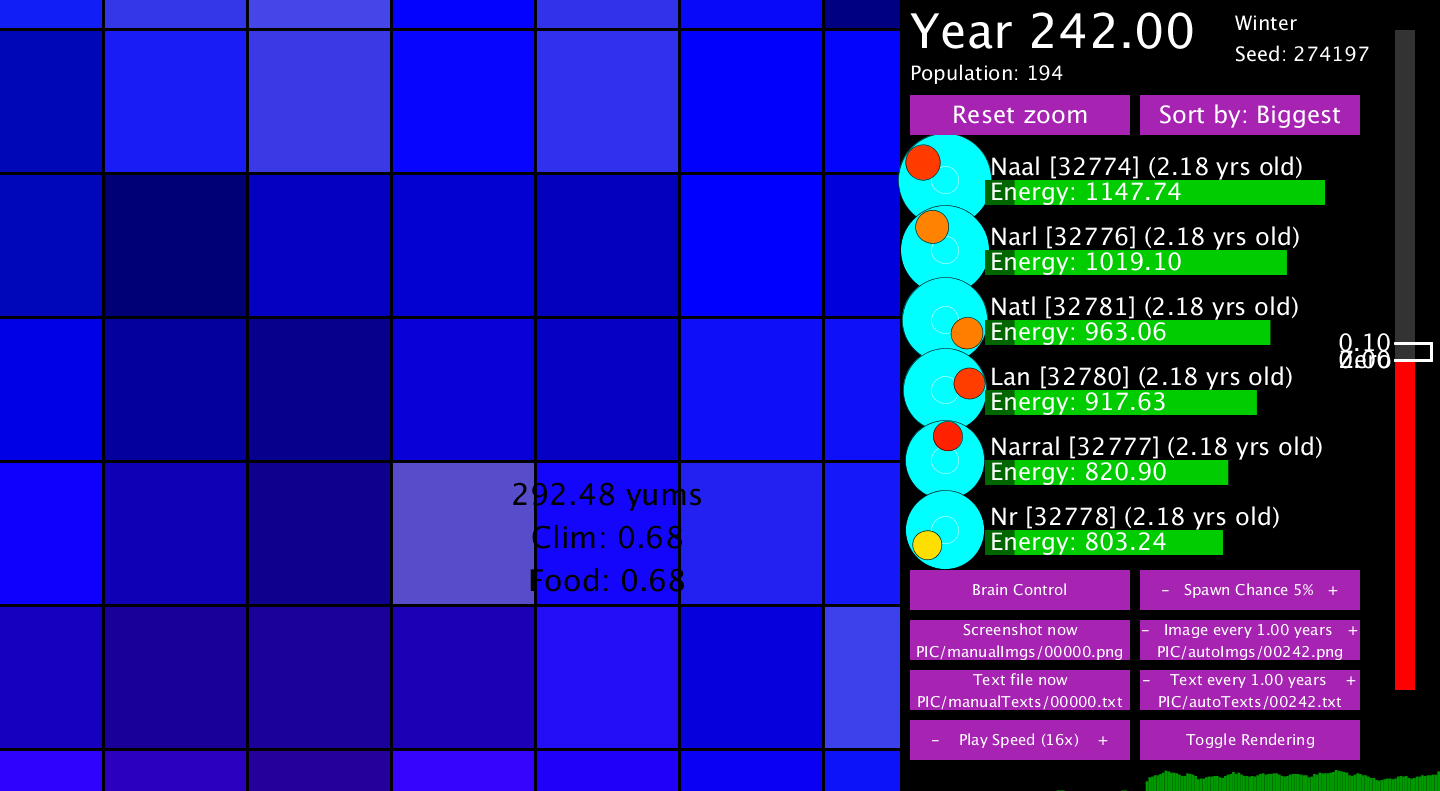 Year 242.00
Winter
Seed: 274197
Population: 194
Reset zoom
Sort by: Biggest
Naal [32774] (2.18 yrs old)
Energy: 1147.74
Narl [32776] (2.18 yrs old)
Energy: 1019.10
Natl [32781] (2.18 yrs old)
Energy: 963.06
0.10
Lan [32780] (2.18 yrs old)
Energy: 917.63
Narral [32777] (2.18 yrs old)
Energy: 820.90
292.48 yums
Clim: 0.68
Food: 0.68
Nr [32778] (2.18 yrs old)
Energy: 803.24
Brain Control
- Spawn Chance 5% +
Screenshot now
PIC/manualImgs/00000.png
- Image every 1.00 years +
PIC/autoImgs/00242.png
Text file now
PIC/manualTexts/00000.txt
- Text every 1.00 years +
PIC/autoTexts/00242.txt
- Play Speed (16x) +
Toggle Rendering